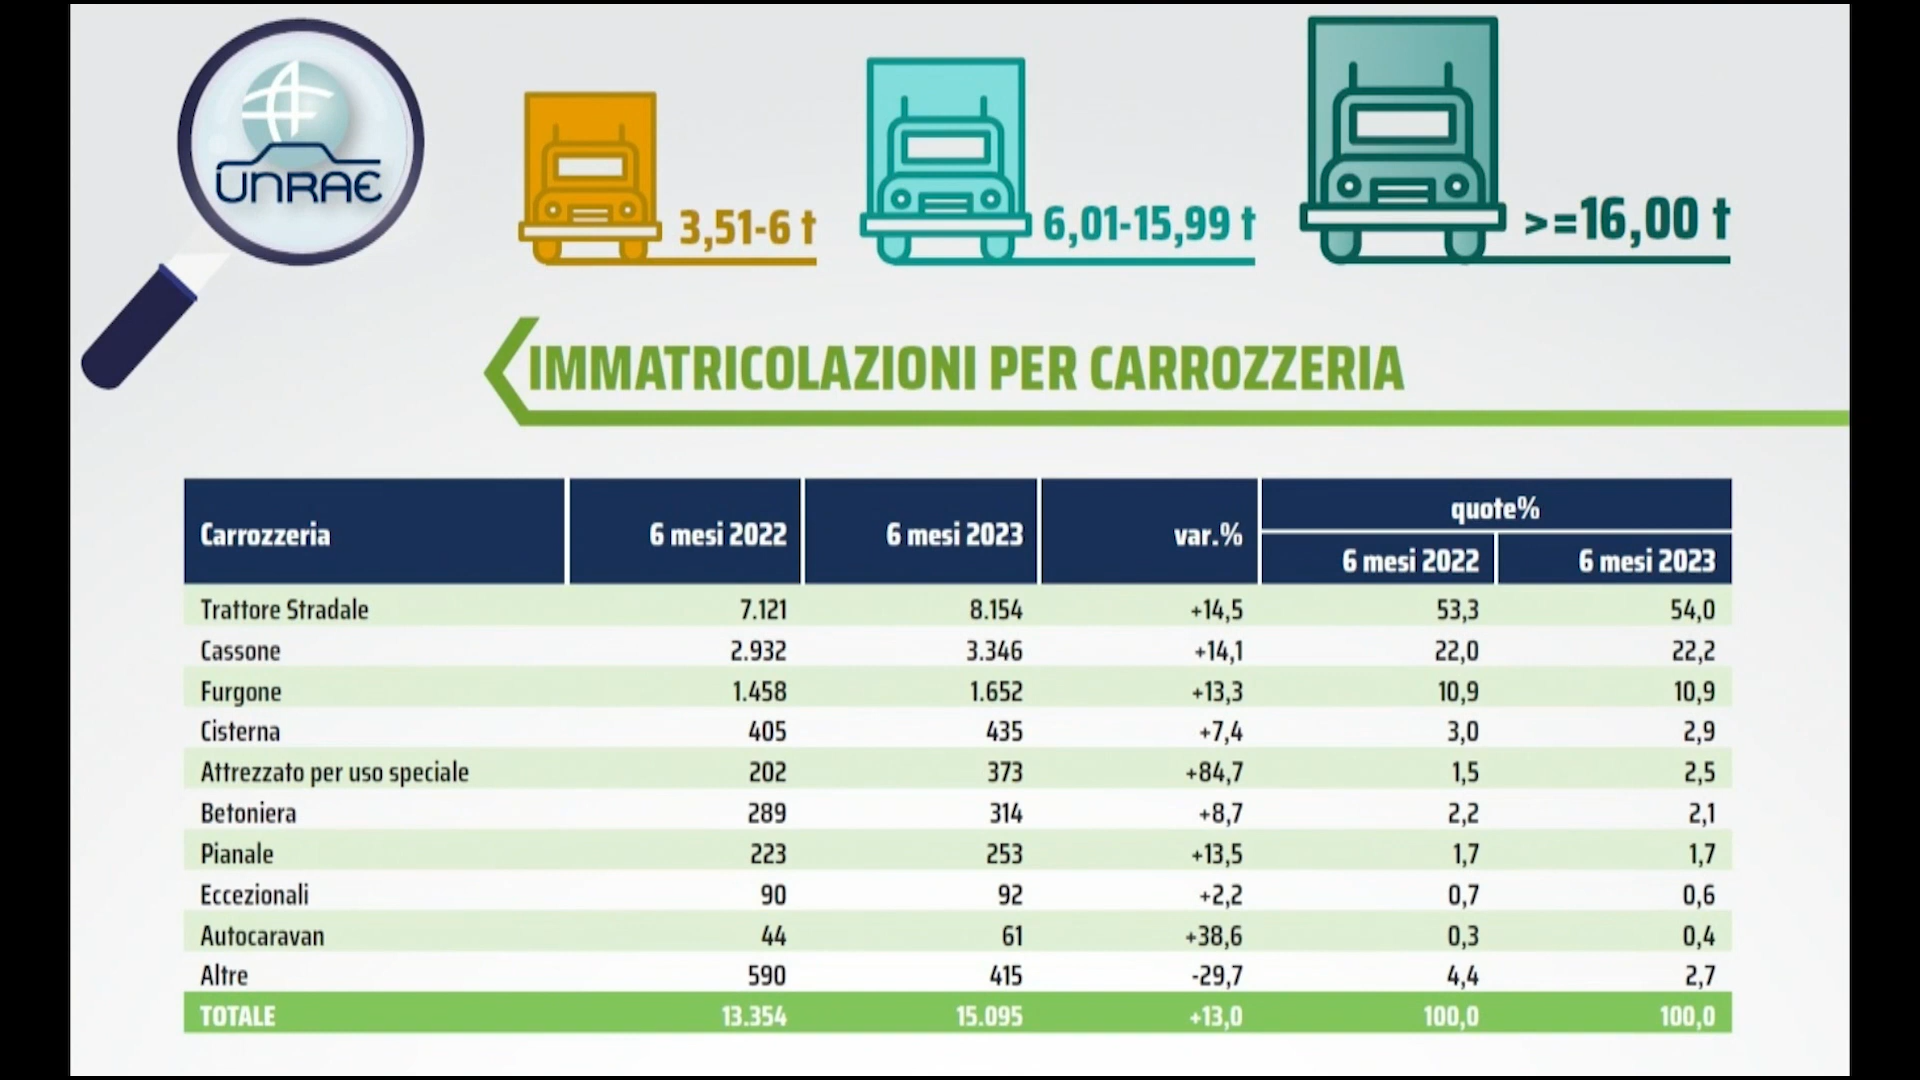 UNRAE
3,51-6 t
6,01-15,99 t
>=16,00 t
IMMATRICOLAZIONI PER CARROZZERIA
Carrozzeria 6 mesi 2022 6 mesi 2023 var.% quote%
6 mesi 2022 6 mesi 2023
Trattore Stradale 7.121 8.154 +14,5 53,3 54,0
Cassone 2.932 3.346 +14,1 22,0 22,2
Furgone 1.458 1.652 +13,3 10,9 10,9
Cisterna 405 435 +7,4 3,0 2,9
Attrezzato per uso speciale 202 373 +84,7 1,5 2,5
Betoniera 289 314 +8,7 2,2 2,1
Pianale 223 253 +13,5 1,7 1,7
Eccezionali 90 92 +2,2 0,7 0,6
Autocaravan 44 61 +38,6 0,3 0,4
Altre 590 415 -29,7 4,4 2,7
TOTALE 13.354 15.095 +13,0 100,0 100,0